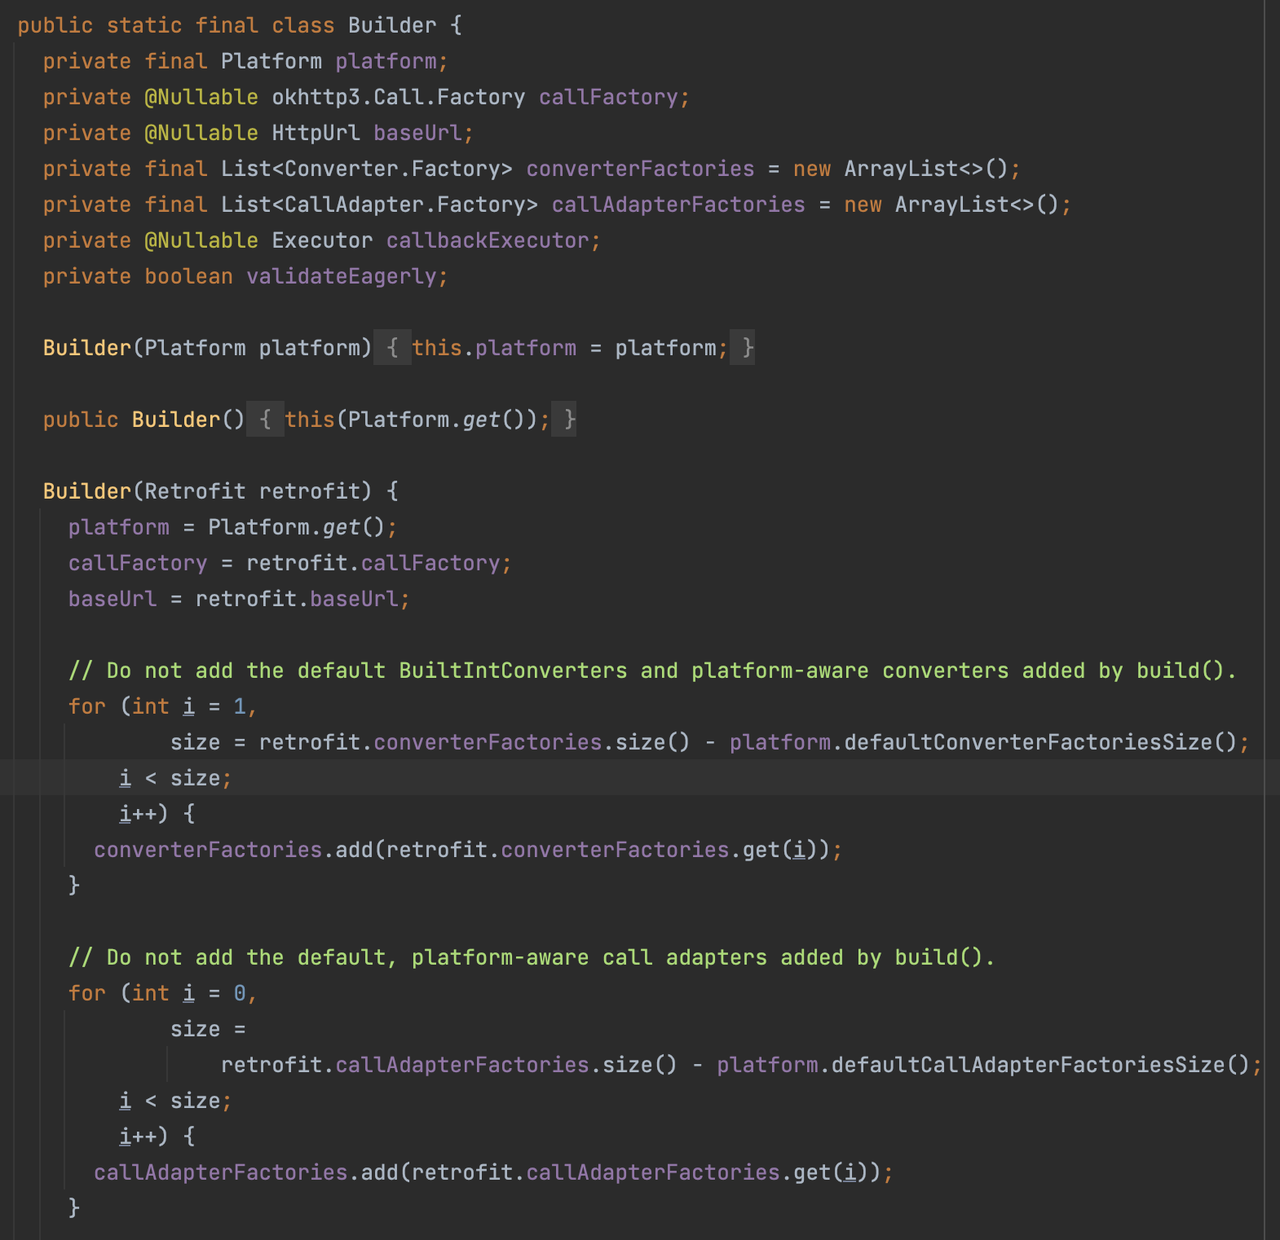 public static final class Builder {
private final Platform platform;
private @Nullable okhttp3.Call.Factory callFactory;
private @Nullable HttpUrl baseUrl;
private final List<Converter.Factory> converterFactories = new ArrayList<>();
private final List<CallAdapter.Factory> callAdapterFactories = new ArrayList<>();
private @Nullable Executor callbackExecutor;
private boolean validateEagerly;
Builder(Platform platform) { this.platform = platform; }
public Builder() { this(Platform.get()); }
Builder(Retrofit retrofit) {
platform = Platform.get();
callFactory = retrofit.callFactory;
baseUrl = retrofit.baseUrl;
// Do not add the default BuiltIntConverters and platform-aware converters added by build().
for (int i = 1,
size = retrofit.converterFactories.size() - platform.defaultConverterFactoriesSize();
i < size;
i++) {
converterFactories.add(retrofit.converterFactories.get(i));
}
// Do not add the default, platform-aware call adapters added by build().
for (int i = 0,
size =
retrofit.callAdapterFactories.size() - platform.defaultCallAdapterFactoriesSize();
i < size;
i++) {
callAdapterFactories.add(retrofit.callAdapterFactories.get(i));
}